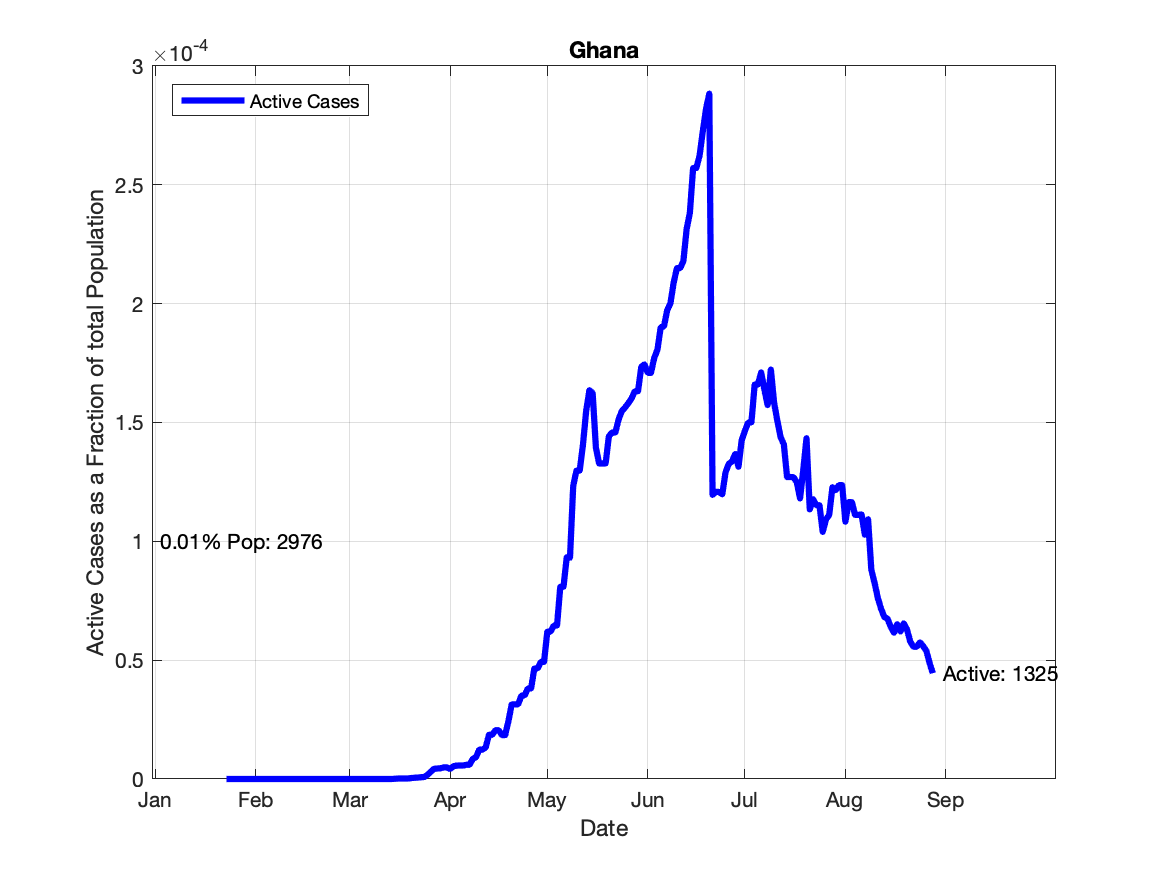 Ghana
×10-4
Active Cases
3
2.5
2
1.5
1
0.5
0
Active Cases as a Fraction of total Population
0.01% Pop: 2976
Active: 1325
Jan Feb Mar Apr May Jun Jul Aug Sep
Date